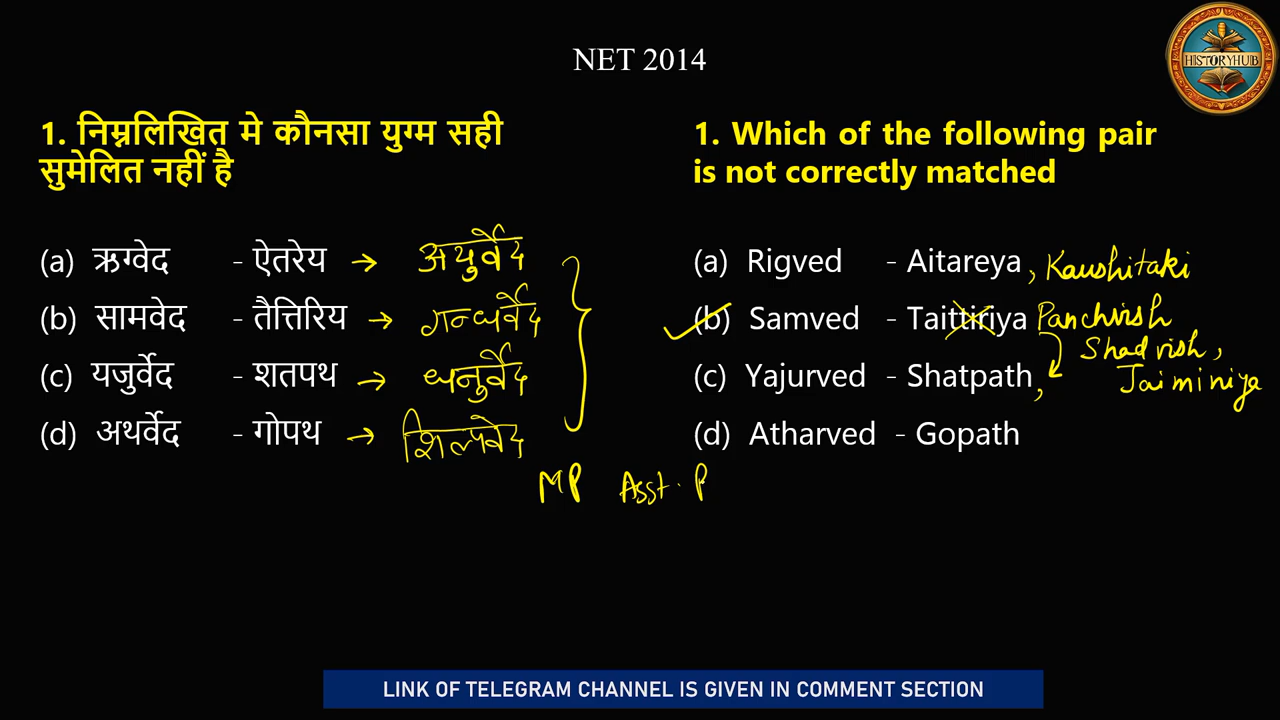 NET 2014
HISTORYHUB
1. निम्नलिखित मे कौनसा युग्म सही
सुमेलित नहीं है
(a) ऋग्वेद - ऐतरेय → अयुर्वेद
(b) सामवेद - तैत्तिरिय → गन्धर्वेद
(c) यजुर्वेद - शतपथ → धनुर्वेद
(d) अथर्वेद - गोपथ → शिल्पवेद
1. Which of the following pair
is not correctly matched
(a) Rigved - Aitareya, Kaushitaki
(b) Samved - Taittiriya Panchvish
Shadvish,
(c) Yajurved - Shatpath, Jaiminiya
(d) Atharved - Gopath
MP Asst. P
LINK OF TELEGRAM CHANNEL IS GIVEN IN COMMENT SECTION